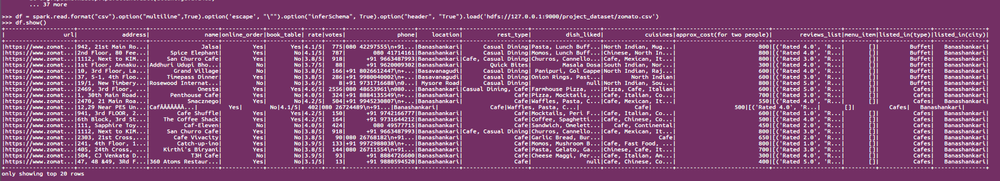 ... 37 more
>>> df = spark.read.format("csv").option("multiline",True).option('escape', "\"").option("inferSchema", True).option("header", "True").load('hdfs://127.0.0.1:9000/project_dataset/zomato.csv')
>>> df.show()
| url| address| name|online_order|book_table| rate|votes| phone| location| rest_type| dish_liked| cuisines|approx_cost(for two people)| reviews_list|menu_item|listed_in(type)|listed_in(city)|
|https://www.zomat...|942, 21st Main Ro...| Jalsa| Yes| Yes|4.1/5| 775|080 42297555\n+91...|Banashankari| Casual Dining|Pasta, Lunch Buff...|North Indian, Mug...| 800|[('Rated 4.0', 'R...| []| Buffet| Banashankari|
|https://www.zomat...|2nd Floor, 80 Fee...| Spice Elephant| Yes| No|4.1/5| 787| 080 41714161|Banashankari| Casual Dining|Momos, Lunch Buff...|Chinese, North In...| 800|[('Rated 4.0', 'R...| []| Buffet| Banashankari|
|https://www.zomat...|1112, Next to KIM...| San Churro Cafe| Yes| No|3.8/5| 918| +91 9663487993|Banashankari|Cafe, Casual Dining|Churros, Cannello...|Cafe, Mexican, It...| 800|[('Rated 3.0', "R...| []| Buffet| Banashankari|
|https://www.zomat...|1st Floor, Annaku...|Addhuri Udupi Bho...| No| No|3.7/5| 88| +91 9620009302|Banashankari| Quick Bites| Masala Dosa|South Indian, Nor...| 300|[('Rated 4.0', "R...| []| Buffet| Banashankari|
|https://www.zomat...|10, 3rd Floor, La...| Grand Village| No| No|3.8/5| 166|+91 8026612447\n+...|Basavanagudi| Casual Dining| Panipuri, Gol Gappe|North Indian, Raj...| 600|[('Rated 4.0', 'R...| []| Buffet| Banashankari|
|https://www.zomat...|37, 5-1, 4th Floo...| Timepass Dinner| Yes| No|3.8/5| 286|+91 9980040002\n+...|Basavanagudi| Casual Dining|Onion Rings, Past...| North Indian| 600|[('Rated 3.0', 'R...| []| Buffet| Banashankari|
|https://www.zomat...|19/1, New Timbery...|Rosewood Internat...| No| No|3.6/5| 8|+91 9731716688\n0...| Mysore Road| Casual Dining| null|North Indian, Sou...| 800|[('Rated 5.0', 'R...| []| Buffet| Banashankari|
|https://www.zomat...|2469, 3rd Floor, ...| Onesta| Yes| Yes|4.6/5| 2556|080 48653961\n080...|Banashankari|Casual Dining, Cafe|Farmhouse Pizza, ...|Pizza, Cafe, Italian| 600|[('Rated 5.0', 'R...| []| Cafes| Banashankari|
|https://www.zomat...|1, 30th Main Road...| Penthouse Cafe| Yes| No|4.0/5| 324|+91 8884135549\n+...|Banashankari| Cafe|Pizza, Mocktails,...|Cafe, Italian, Co...| 700|[('Rated 3.0', "R...| []| Cafes| Banashankari|
|https://www.zomat...|2470, 21 Main Roa...| Smacznego| Yes| No|4.2/5| 504|+91 9945230807\n+...|Banashankari| Cafe|Waffles, Pasta, C...|Cafe, Mexican, It...| 550|[('Rated 4.0', "R...| []| Cafes| Banashankari|
|https://www.zomat...|12,29 Near PES Un...| Yes| No|4.1/5| 402|080 26724489\n+91...|Banashankari| Cafe|Waffles, Pasta, C...| Cafe| 500|[('Rated 4.0', 'R...| []| Cafes| Banashankari|
|https://www.zomat...|941, 3rd FLOOR, 2...| Cafe Shuffle| Yes| Yes|4.2/5| 150| +91 9742166777|Banashankari| Cafe|Mocktails, Peri F...|Cafe, Italian, Co...| 600|[('Rated 1.0', 'R...| []| Cafes| Banashankari|
|https://www.zomat...|6th Block, 3rd St...| The Coffee Shack| Yes| Yes|4.2/5| 164| +91 9731644212|Banashankari| Cafe|Coffee, Spaghetti...|Cafe, Chinese, Co...| 500|[('Rated 4.0', "R...| []| Cafes| Banashankari|
|https://www.zomat...|111, Sapphire Toy...| Caf-Eleven| No| No|4.0/5| 424| 080 49577715|Banashankari| Cafe|Sandwich, Omelett...| Cafe, Continental| 450|[('Rated 2.0', "R...| []| Cafes| Banashankari|
|https://www.zomat...|1112, Next to KIM...| San Churro Cafe| Yes| No|3.8/5| 918| +91 9663487993|Banashankari|Cafe, Casual Dining|Churros, Cannello...|Cafe, Mexican, It...| 800|[('Rated 3.0', "R...| []| Cafes| Banashankari|
|https://www.zomat...|2303, 21st Cross,...| Cafe Vivacity| Yes| No|3.8/5| 90|080 26768182\n+91...|Banashankari| Cafe|Garlic Bread, Bur...| Cafe| 650|[('Rated 2.0', 'R...| []| Cafes| Banashankari|
|https://www.zomat...|241, 4th Floor, 1...| Catch-up-ino| Yes| No|3.9/5| 133|+91 9972988038\n+...|Banashankari| Cafe|Momos, Mushroom B...|Cafe, Fast Food, ...| 800|[('Rated 1.0', "R...| []| Cafes| Banashankari|
|https://www.zomat...|405, 24th Cross, ...| Kirthi's Biryani| Yes| Yes|3.8/5| 144|080 26711554\n+91...|Banashankari| Cafe|Pasta, Gelato, Ga...|Chinese, Cafe, It...| 700|[('Rated 3.0', "R...| []| Cafes| Banashankari|
|https://www.zomat...|504, CJ Venkata D...| T3H Cafe| No| No|3.9/5| 93| +91 8884726600|Banashankari| Cafe|Cheese Maggi, Per...|Cafe, Italian, Am...| 300|[('Rated 4.0', "R...| []| Cafes| Banashankari|
|https://www.zomat...|47, 48 &49, 3rd F...|360 Atoms Restaur...| Yes| No|3.1/5| 13| +91 9880594520|Banashankari| Cafe| null|Cafe, Chinese, Co...| 400|[('Rated 5.0', 'R...| []| Cafes| Banashankari|
only showing top 20 rows